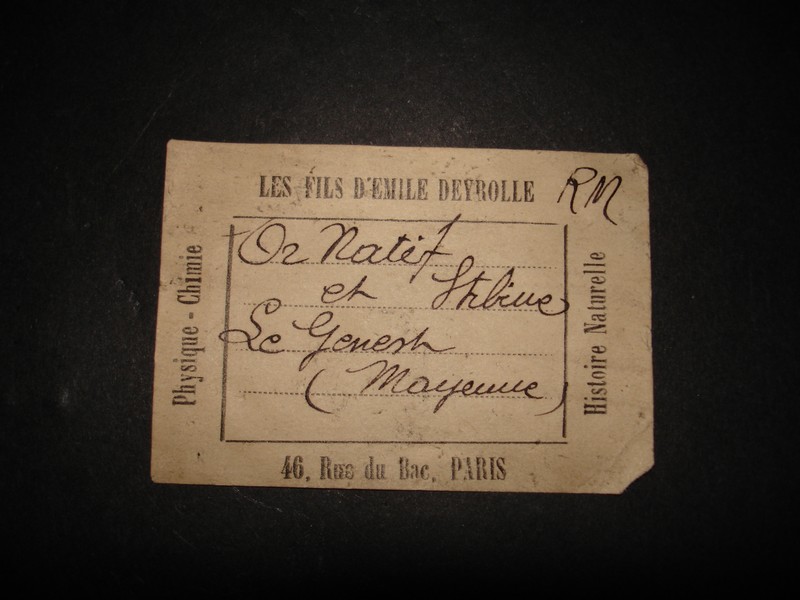 LES FILS D'EMILE DEYROLLE
RM
Physique - Chimie
Or Natif
et Stibine
Le Genest
(Mayenne)
Histoire Naturelle
46, Rue du Bac, PARIS